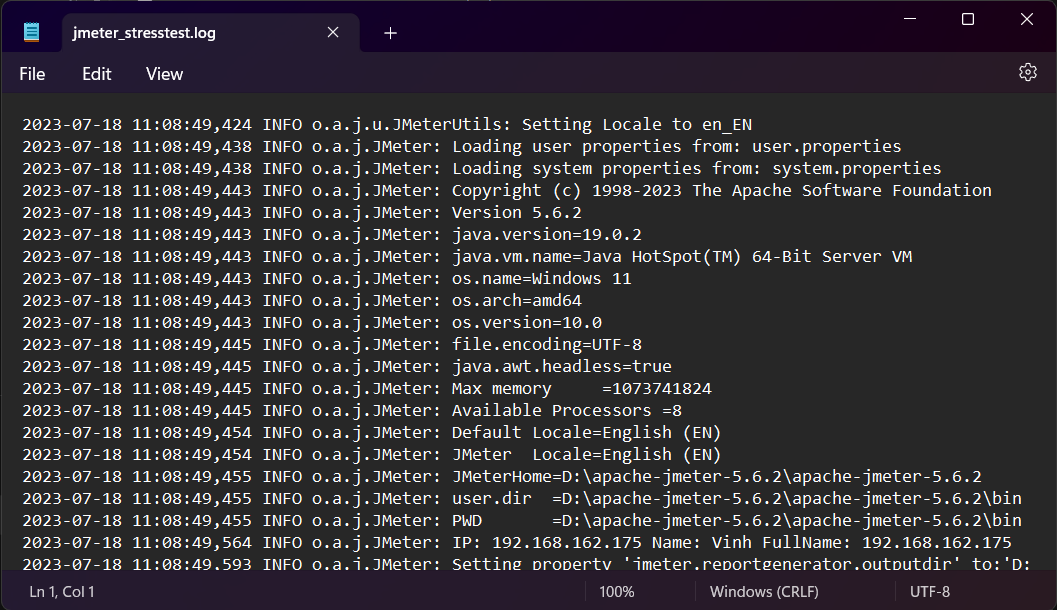 jmeter_stresstest.log
File Edit View
2023-07-18 11:08:49,424 INFO o.a.j.u.JMeterUtils: Setting Locale to en_EN
2023-07-18 11:08:49,438 INFO o.a.j.JMeter: Loading user properties from: user.properties
2023-07-18 11:08:49,438 INFO o.a.j.JMeter: Loading system properties from: system.properties
2023-07-18 11:08:49,443 INFO o.a.j.JMeter: Copyright (c) 1998-2023 The Apache Software Foundation
2023-07-18 11:08:49,443 INFO o.a.j.JMeter: Version 5.6.2
2023-07-18 11:08:49,443 INFO o.a.j.JMeter: java.version=19.0.2
2023-07-18 11:08:49,443 INFO o.a.j.JMeter: java.vm.name=Java HotSpot(TM) 64-Bit Server VM
2023-07-18 11:08:49,443 INFO o.a.j.JMeter: os.name=Windows 11
2023-07-18 11:08:49,443 INFO o.a.j.JMeter: os.arch=amd64
2023-07-18 11:08:49,443 INFO o.a.j.JMeter: os.version=10.0
2023-07-18 11:08:49,445 INFO o.a.j.JMeter: file.encoding=UTF-8
2023-07-18 11:08:49,445 INFO o.a.j.JMeter: java.awt.headless=true
2023-07-18 11:08:49,445 INFO o.a.j.JMeter: Max memory     =1073741824
2023-07-18 11:08:49,445 INFO o.a.j.JMeter: Available Processors =8
2023-07-18 11:08:49,454 INFO o.a.j.JMeter: Default Locale=English (EN)
2023-07-18 11:08:49,454 INFO o.a.j.JMeter: JMeter  Locale=English (EN)
2023-07-18 11:08:49,455 INFO o.a.j.JMeter: JMeterHome=D:\apache-jmeter-5.6.2\apache-jmeter-5.6.2
2023-07-18 11:08:49,455 INFO o.a.j.JMeter: user.dir  =D:\apache-jmeter-5.6.2\apache-jmeter-5.6.2\bin
2023-07-18 11:08:49,455 INFO o.a.j.JMeter: PWD       =D:\apache-jmeter-5.6.2\apache-jmeter-5.6.2\bin
2023-07-18 11:08:49,564 INFO o.a.j.JMeter: IP: 192.168.162.175 Name: Vinh FullName: 192.168.162.175
2023-07-18 11:08:49,593 INFO o.a.j.JMeter: Setting property 'jmeter.reportgenerator.outputdir' to:'D:
Ln 1, Col 1 100% Windows (CRLF) UTF-8